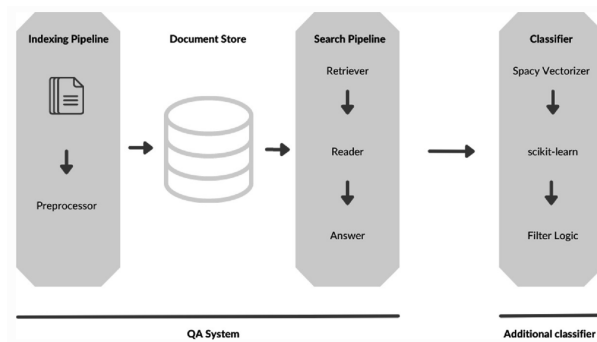 Indexing Pipeline
Preprocessor
Document Store
Search Pipeline
Retriever
Reader
Answer
Classifier
Spacy Vectorizer
scikit-learn
Filter Logic
QA System
Additional classifier